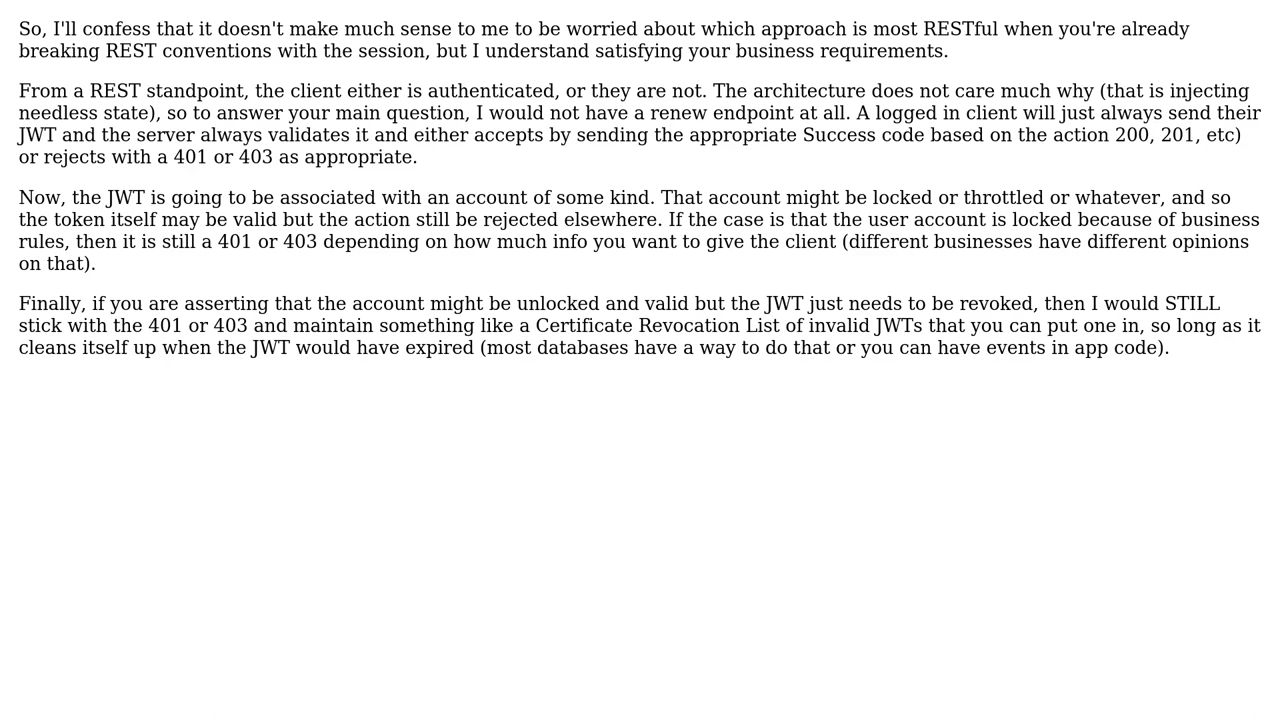 So, I'll confess that it doesn't make much sense to me to be worried about which approach is most RESTful when you're already
breaking REST conventions with the session, but I understand satisfying your business requirements.
From a REST standpoint, the client either is authenticated, or they are not. The architecture does not care much why (that is injecting
needless state), so to answer your main question, I would not have a renew endpoint at all. A logged in client will just always send their
JWT and the server always validates it and either accepts by sending the appropriate Success code based on the action 200, 201, etc)
or rejects with a 401 or 403 as appropriate.
Now, the JWT is going to be associated with an account of some kind. That account might be locked or throttled or whatever, and so
the token itself may be valid but the action still be rejected elsewhere. If the case is that the user account is locked because of business
rules, then it is still a 401 or 403 depending on how much info you want to give the client (different businesses have different opinions
on that).
Finally, if you are asserting that the account might be unlocked and valid but the JWT just needs to be revoked, then I would STILL
stick with the 401 or 403 and maintain something like a Certificate Revocation List of invalid JWTs that you can put one in, so long as it
cleans itself up when the JWT would have expired (most databases have a way to do that or you can have events in app code).